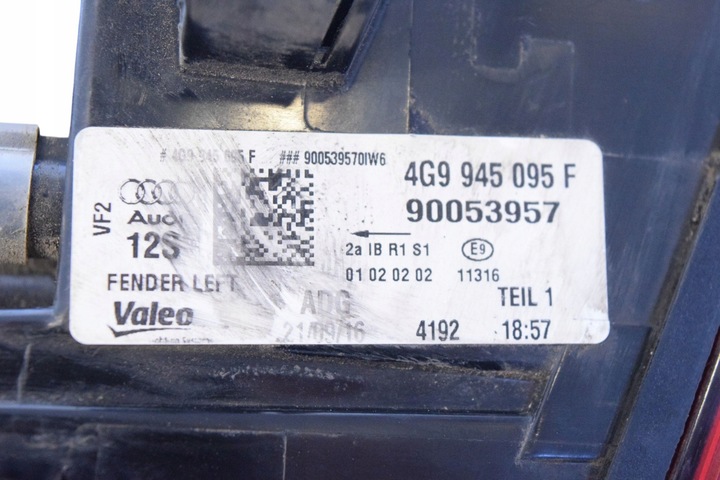 # 4G9 945 095 F ### 900539570IW6
4G9 945 095 F
90053957
VF2
Audi
12S
2a IB R1 S1 E9
01 02 02 02 11316
FENDER LEFT
Valeo
ADG
TEIL 1
21/09/16 4192 18:57